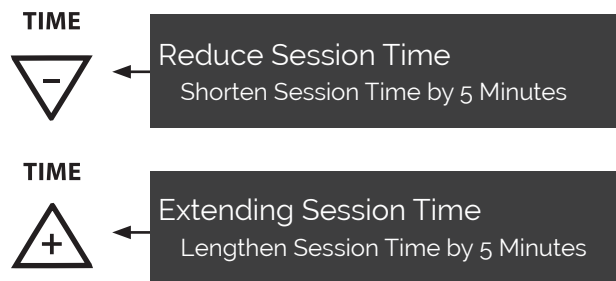 TIME
-
Reduce Session Time
Shorten Session Time by 5 Minutes
TIME
+
Extending Session Time
Lengthen Session Time by 5 Minutes